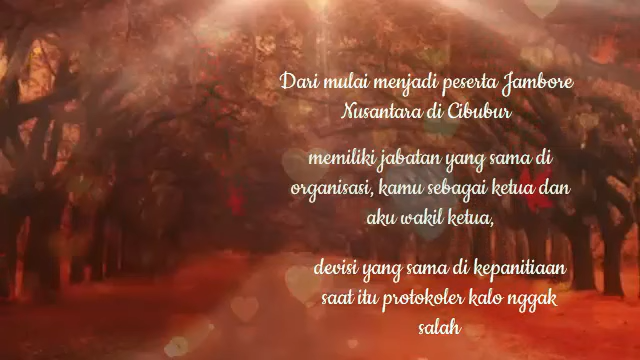 Dari mulai menjadi peserta Jambore
Nusantara di Cibubur
memiliki jabatan yang sama di
organisasi, kamu sebagai ketua dan
aku wakil ketua,
devisi yang sama di kepanitiaan
saat itu protokoler kalo nggak
salah